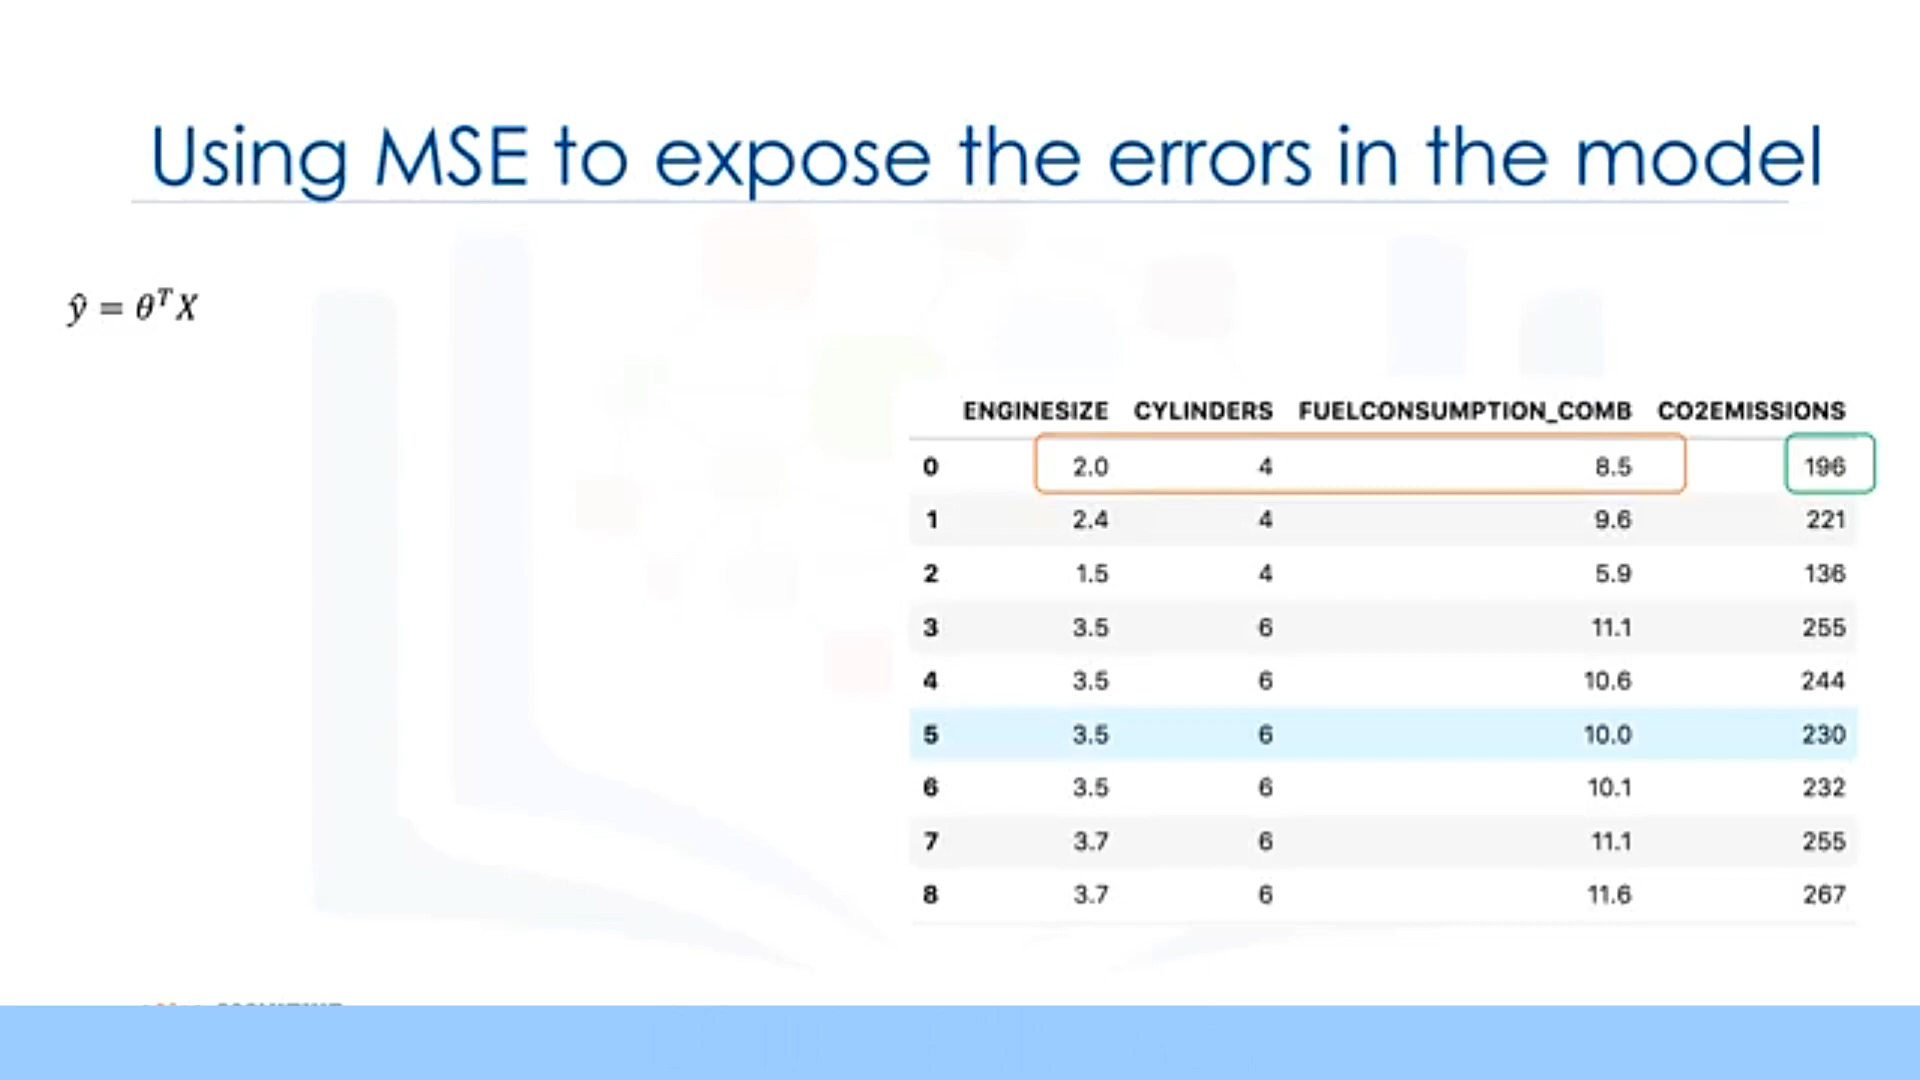 Using MSE to expose the errors in the model
ŷ = θᵀX
ENGINESIZE CYLINDERS FUELCONSUMPTION_COMB CO2EMISSIONS
0 2.0 4 8.5 196
1 2.4 4 9.6 221
2 1.5 4 5.9 136
3 3.5 6 11.1 255
4 3.5 6 10.6 244
5 3.5 6 10.0 230
6 3.5 6 10.1 232
7 3.7 6 11.1 255
8 3.7 6 11.6 267